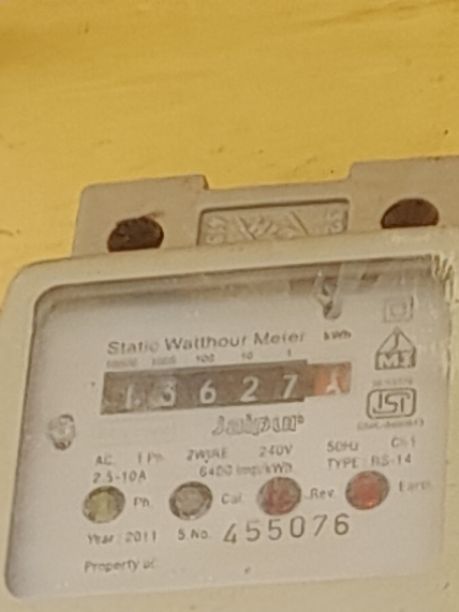 Static Watthour Meter kWh
10000 1000 100 10 1
1 3 6 2 7
Jaipur
AC 1 Ph. 2WIRE 240V 50Hz Cl-1
2.5-10A 6400 Imp/kWh TYPE: RS-14
Ph. Cal. Rev. Earth
Year: 2011 S.No. 455076
Property of: